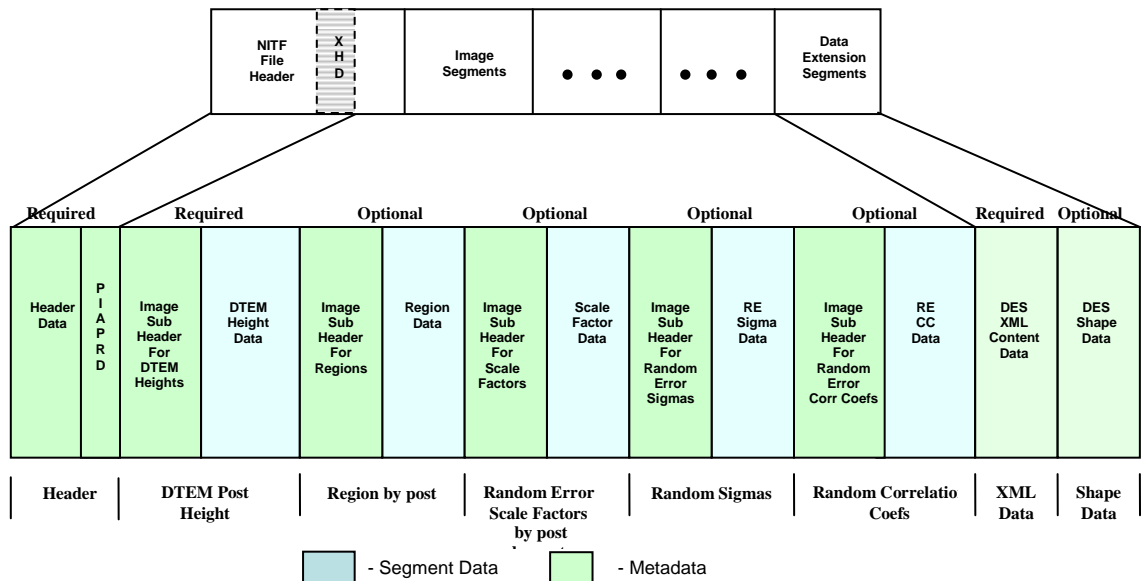 NITF
File
Header
X
H
D
Image
Segments
• • •
• • •
Data
Extension
Segments
Required
Required
Optional
Optional
Optional
Optional
Required
Optional
Header
Data
P
I
A
P
R
D
Image
Sub
Header
For
DTEM
Heights
DTEM
Height
Data
Image
Sub
Header
For
Regions
Region
Data
Image
Sub
Header
For
Scale
Factors
Scale
Factor
Data
Image
Sub
Header
For
Random
Error
Sigmas
RE
Sigma
Data
Image
Sub
Header
For
Random
Error
Corr Coefs
RE
CC
Data
DES
XML
Content
Data
DES
Shape
Data
Header
DTEM Post
Height
Region by post
Random Error
Scale Factors
by post
Random Sigmas
Random Correlatio
Coefs
XML
Data
Shape
Data
- Segment Data
- Metadata